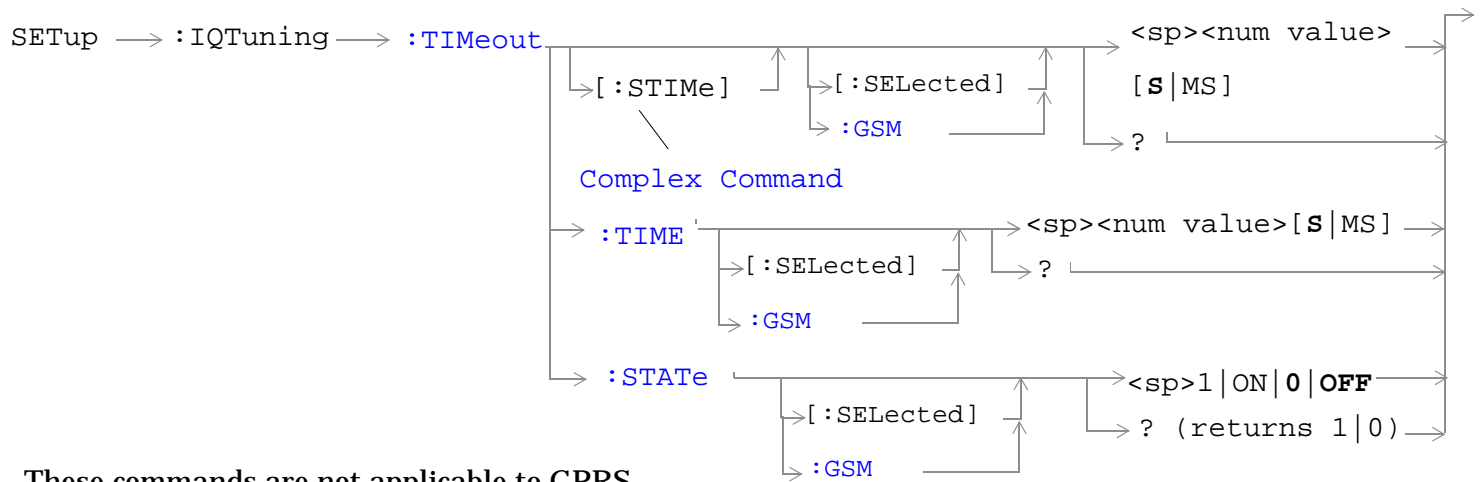 SETup :IQTuning :TIMeout <sp><num value>
[:STIMe] [:SELected] [S|MS]
:GSM
?
Complex Command
:TIME <sp><num value>[S|MS]
[:SELected] ?
:GSM
:STATe <sp>1|ON|0|OFF
[:SELected] ? (returns 1|0)
:GSM
These commands are not applicable to GPRS